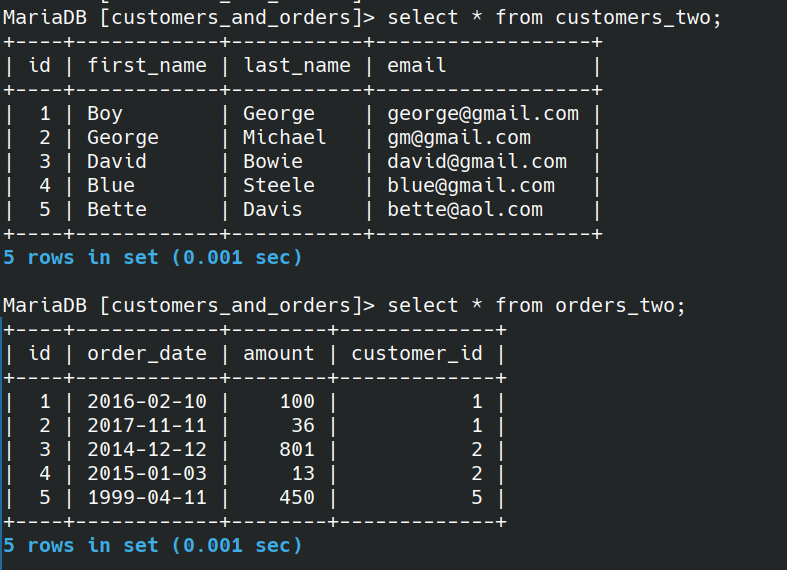 MariaDB [customers_and_orders]> select * from customers_two;
+----+------------+-----------+------------------+
| id | first_name | last_name | email            |
+----+------------+-----------+------------------+
|  1 | Boy        | George    | george@gmail.com |
|  2 | George     | Michael   | gm@gmail.com     |
|  3 | David      | Bowie     | david@gmail.com  |
|  4 | Blue       | Steele    | blue@gmail.com   |
|  5 | Bette      | Davis     | bette@aol.com    |
+----+------------+-----------+------------------+
5 rows in set (0.001 sec)

MariaDB [customers_and_orders]> select * from orders_two;
+----+------------+--------+-------------+
| id | order_date | amount | customer_id |
+----+------------+--------+-------------+
|  1 | 2016-02-10 |    100 |           1 |
|  2 | 2017-11-11 |     36 |           1 |
|  3 | 2014-12-12 |    801 |           2 |
|  4 | 2015-01-03 |     13 |           2 |
|  5 | 1999-04-11 |    450 |           5 |
+----+------------+--------+-------------+
5 rows in set (0.001 sec)